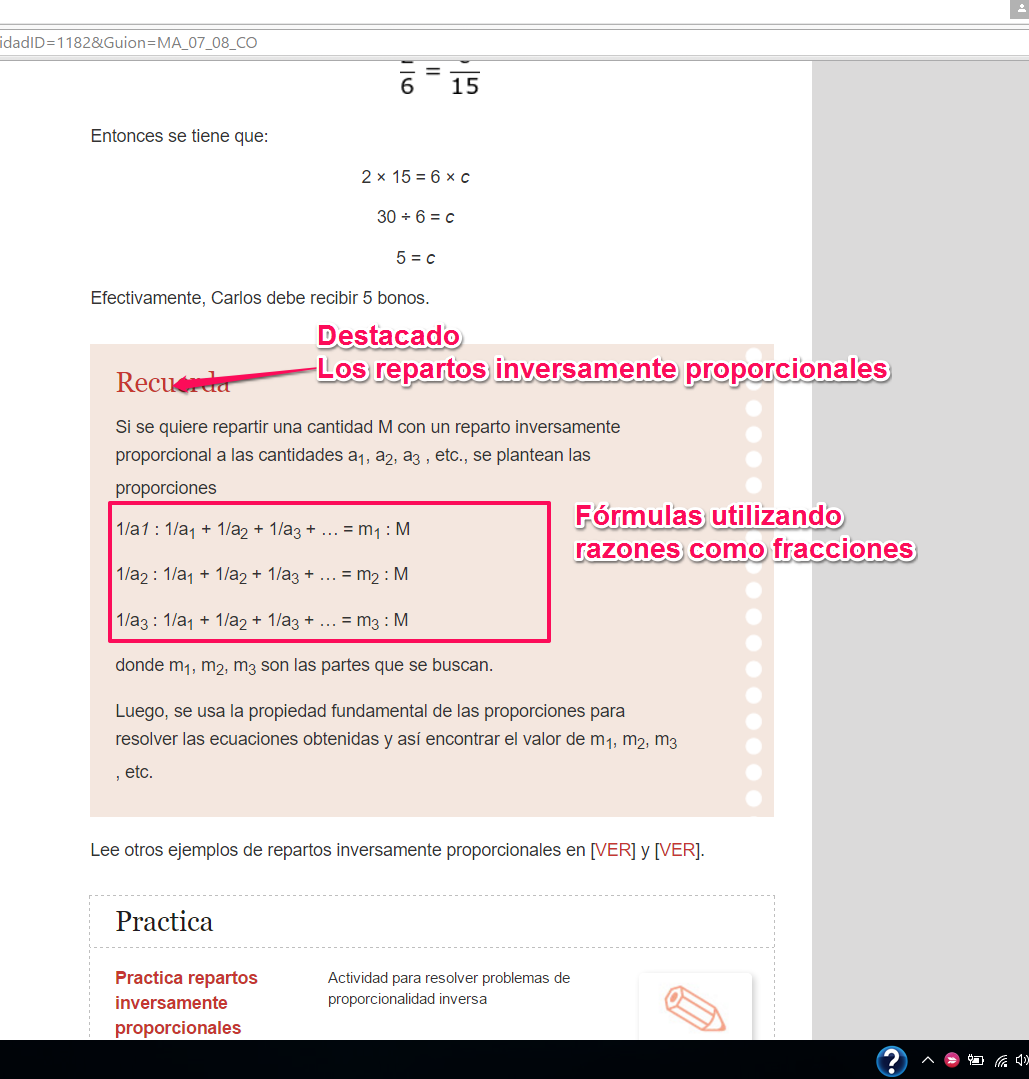 idadID=1182&Guion=MA_07_08_CO
6 = 15
Entonces se tiene que:
2 × 15 = 6 × c
30 ÷ 6 = c
5 = c
Efectivamente, Carlos debe recibir 5 bonos.
Destacado
Los repartos inversamente proporcionales
Recuerda
Si se quiere repartir una cantidad M con un reparto inversamente
proporcional a las cantidades a₁, a₂, a₃ , etc., se plantean las
proporciones
1/a1 : 1/a₁ + 1/a₂ + 1/a₃ + … = m₁ : M
1/a₂ : 1/a₁ + 1/a₂ + 1/a₃ + … = m₂ : M
1/a₃ : 1/a₁ + 1/a₂ + 1/a₃ + … = m₃ : M
Fórmulas utilizando
razones como fracciones
donde m₁, m₂, m₃ son las partes que se buscan.
Luego, se usa la propiedad fundamental de las proporciones para
resolver las ecuaciones obtenidas y así encontrar el valor de m₁, m₂, m₃
, etc.
Lee otros ejemplos de repartos inversamente proporcionales en [VER] y [VER].
Practica
Practica repartos
inversamente
proporcionales
Actividad para resolver problemas de
proporcionalidad inversa